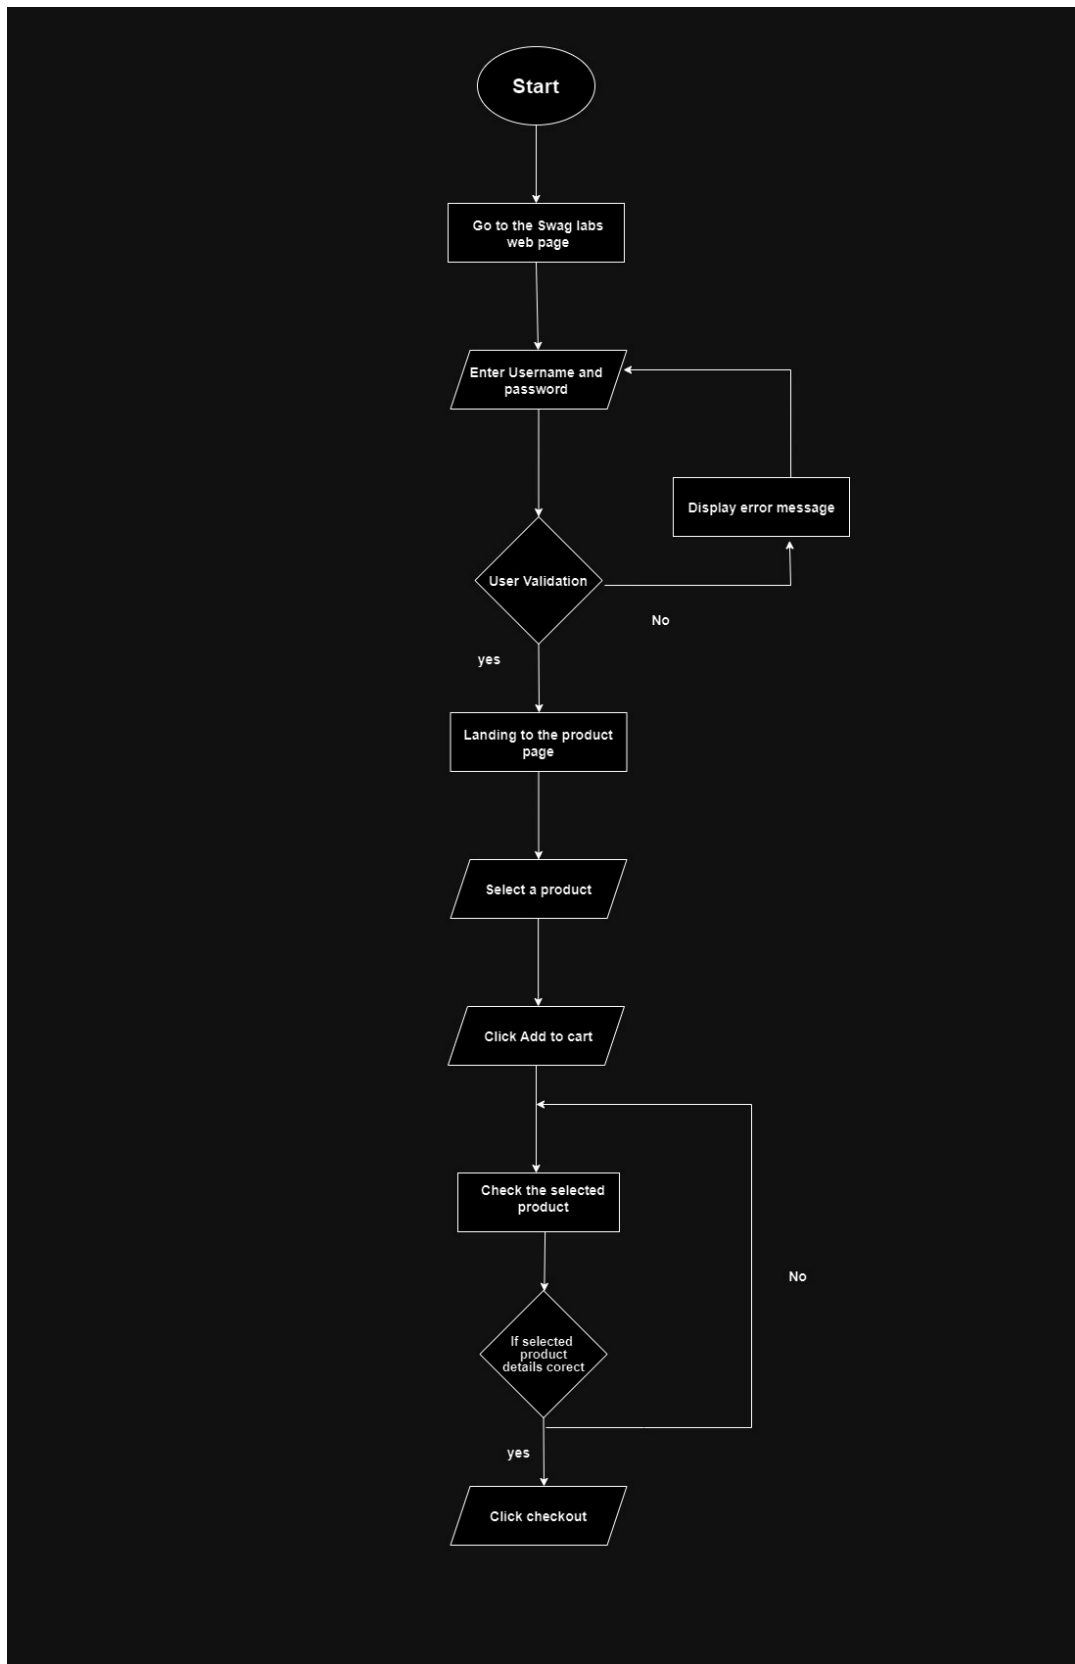 Start
Go to the Swag labs
web page
Enter Username and
password
Display error message
User Validation
No
yes
Landing to the product
page
Select a product
Click Add to cart
Check the selected
product
No
If selected
product
details corect
yes
Click checkout